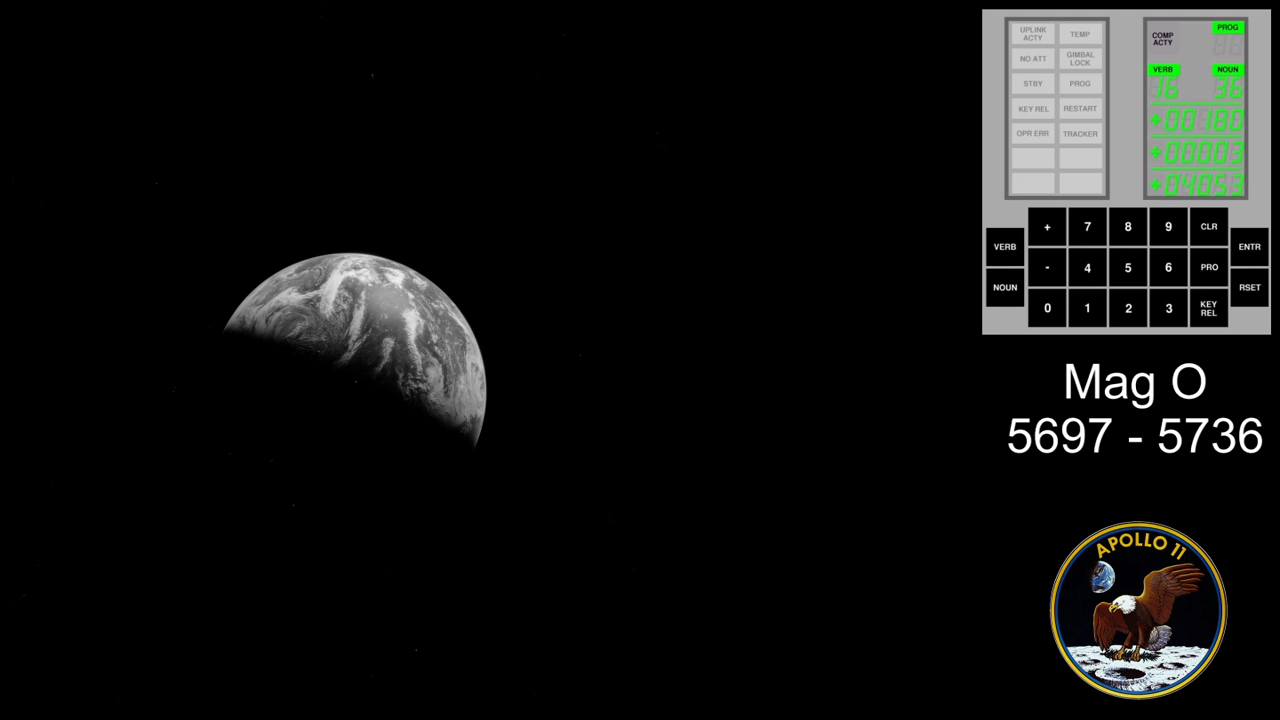 UPLINK ACTY
TEMP
NO ATT
GIMBAL LOCK
STBY
PROG
KEY REL
RESTART
OPR ERR
TRACKER
COMP ACTY
PROG
VERB
NOUN
16
36
+00180
+00003
+04053
VERB
NOUN
+
7
8
9
CLR
-
4
5
6
PRO
0
1
2
3
KEY REL
ENTR
RSET
Mag O
5697 - 5736
APOLLO 11